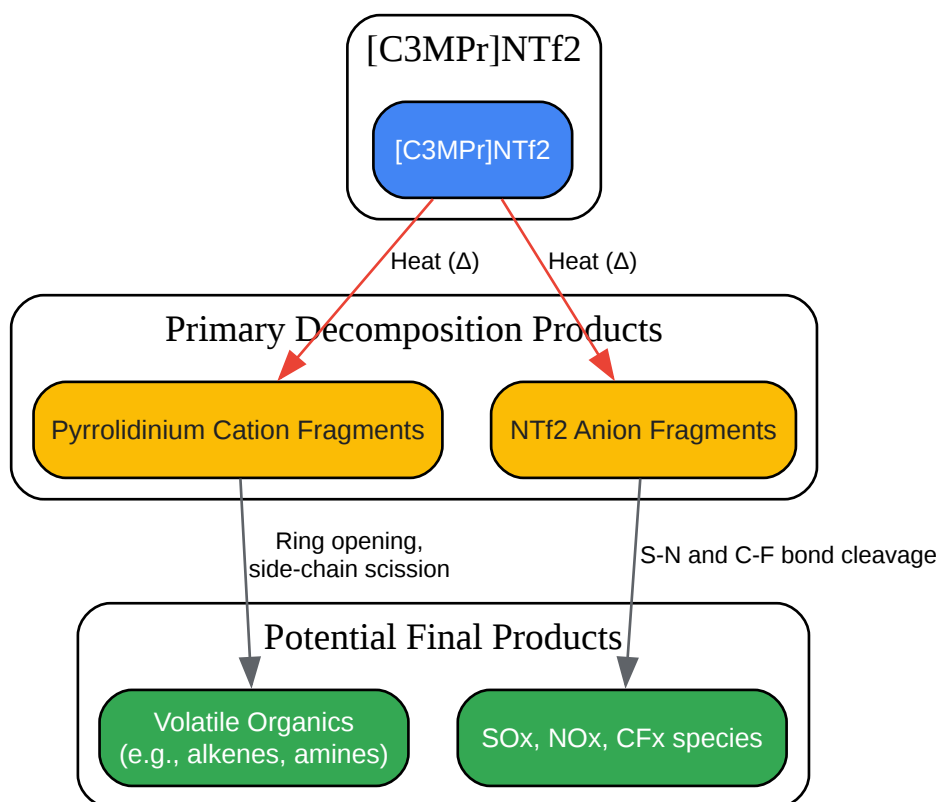 [C3MPr]NTf2
[C3MPr]NTf2
Heat (Δ)
Heat (Δ)
Primary Decomposition Products
Pyrrolidinium Cation Fragments
NTf2 Anion Fragments
Ring opening,
side-chain scission
S-N and C-F bond cleavage
Potential Final Products
Volatile Organics
(e.g., alkenes, amines)
SOx, NOx, CFx species